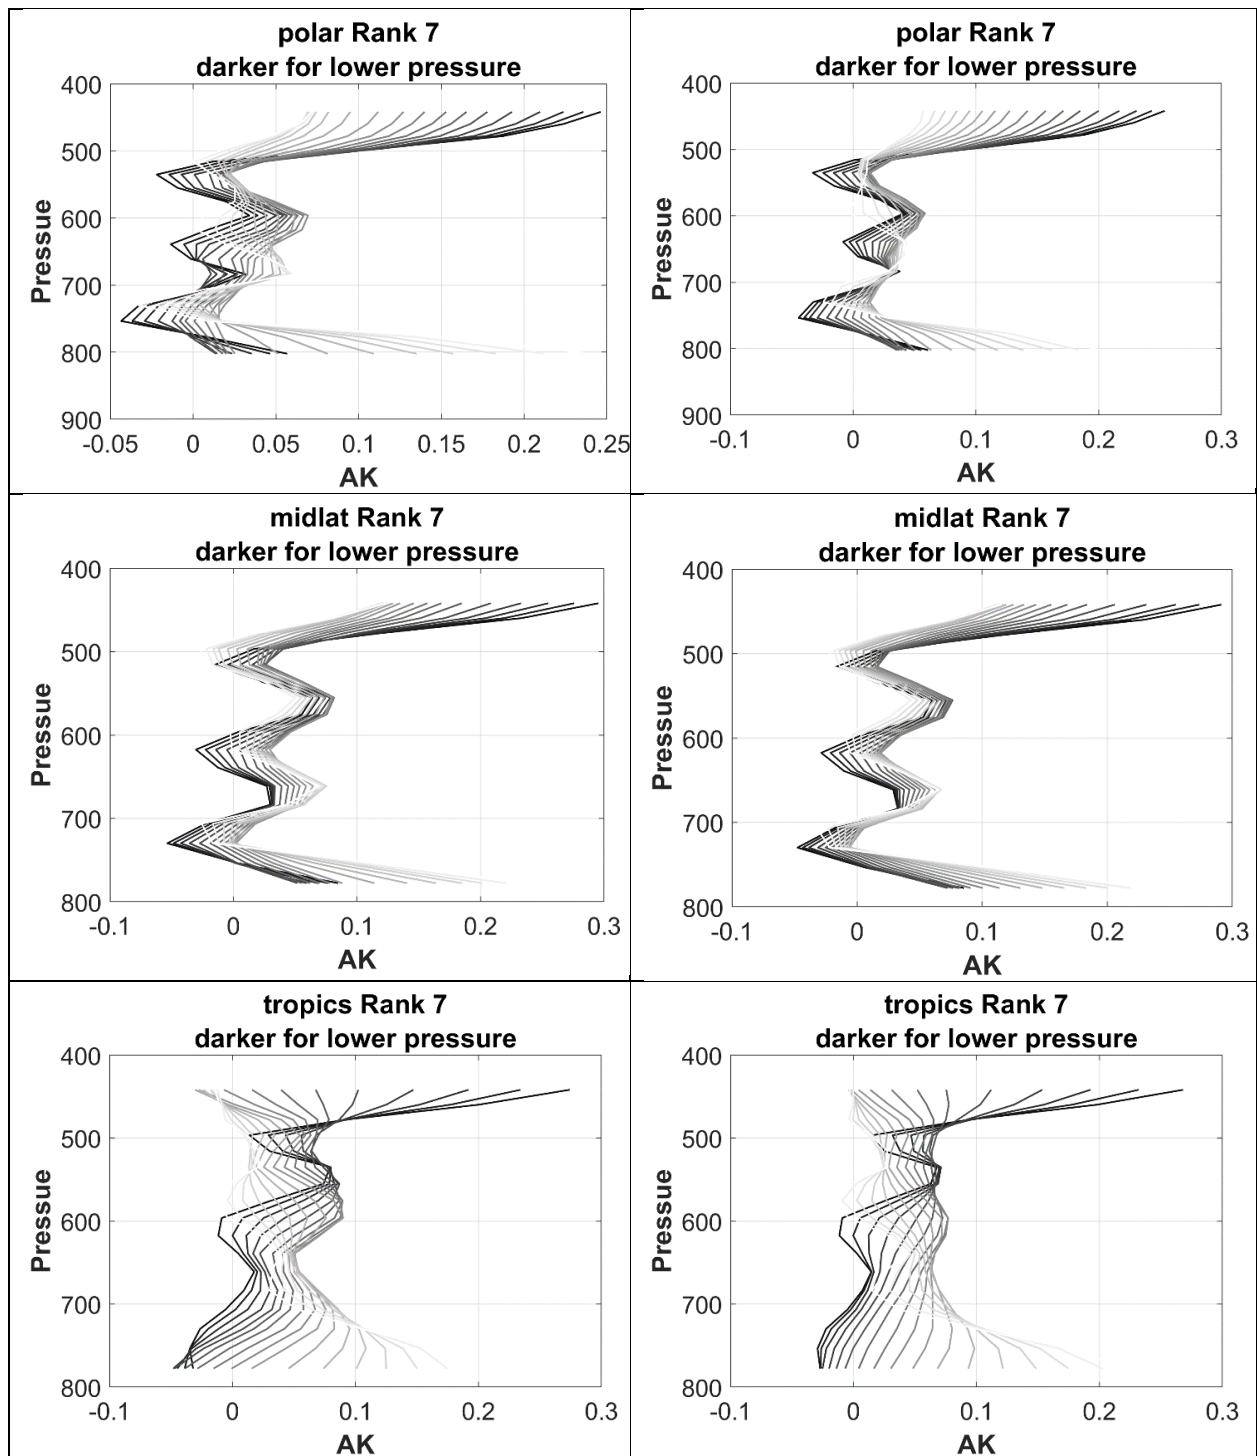 polar Rank 7
darker for lower pressure
400
500
600
700
800
900
Pressue
-0.05 0 0.05 0.1 0.15 0.2 0.25
AK
polar Rank 7
darker for lower pressure
400
500
600
700
800
900
Pressue
-0.1 0 0.1 0.2 0.3
AK
midlat Rank 7
darker for lower pressure
400
500
600
700
800
Pressue
-0.1 0 0.1 0.2 0.3
AK
midlat Rank 7
darker for lower pressure
400
500
600
700
800
Pressue
-0.1 0 0.1 0.2 0.3
AK
tropics Rank 7
darker for lower pressure
400
500
600
700
800
Pressue
-0.1 0 0.1 0.2 0.3
AK
tropics Rank 7
darker for lower pressure
400
500
600
700
800
Pressue
-0.1 0 0.1 0.2 0.3
AK